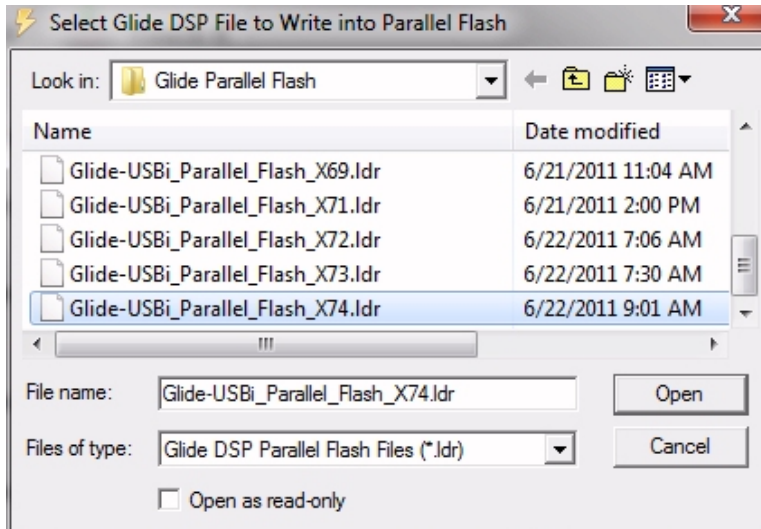 Select Glide DSP File to Write into Parallel Flash
Look in: Glide Parallel Flash
Name Date modified
Glide-USBi_Parallel_Flash_X69.ldr 6/21/2011 11:04 AM
Glide-USBi_Parallel_Flash_X71.ldr 6/21/2011 2:00 PM
Glide-USBi_Parallel_Flash_X72.ldr 6/22/2011 7:06 AM
Glide-USBi_Parallel_Flash_X73.ldr 6/22/2011 7:30 AM
Glide-USBi_Parallel_Flash_X74.ldr 6/22/2011 9:01 AM
File name: Glide-USBi_Parallel_Flash_X74.ldr Open
Files of type: Glide DSP Parallel Flash Files (*.ldr) Cancel
Open as read-only